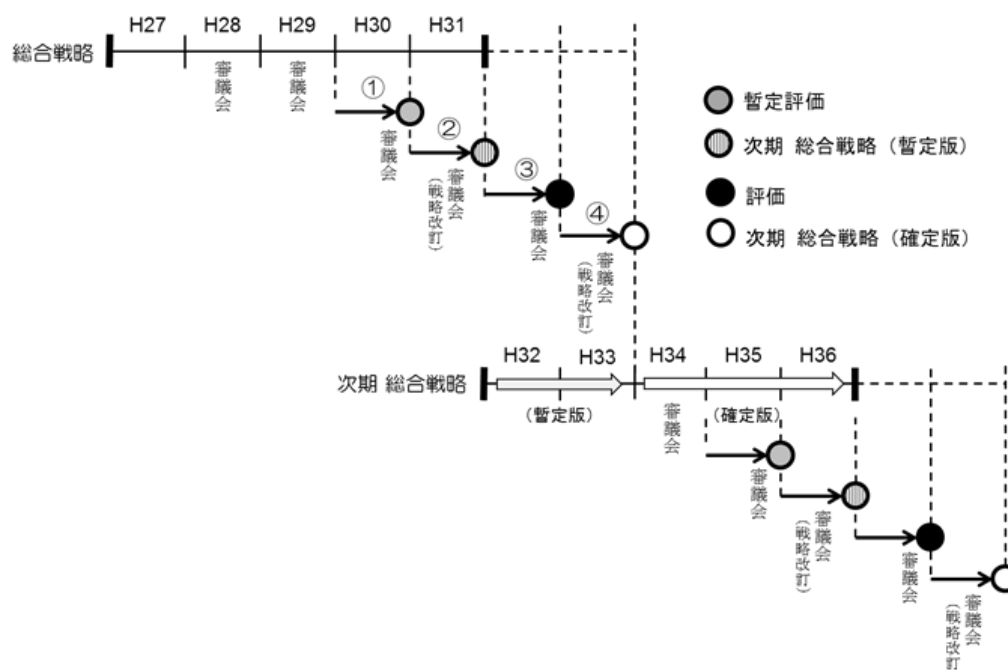 総合戦略
H27
H28
H29
H30
H31
審議会
審議会
①
審議会
②
審議会
(戦略改訂)
③
審議会
④
審議会
(戦略改訂)
暫定評価
次期 総合戦略（暫定版）
評価
次期 総合戦略（確定版）
次期 総合戦略
H32
H33
H34
H35
H36
（暫定版）
審議会
（確定版）
審議会
審議会
(戦略改訂)
審議会
審議会
(戦略改訂